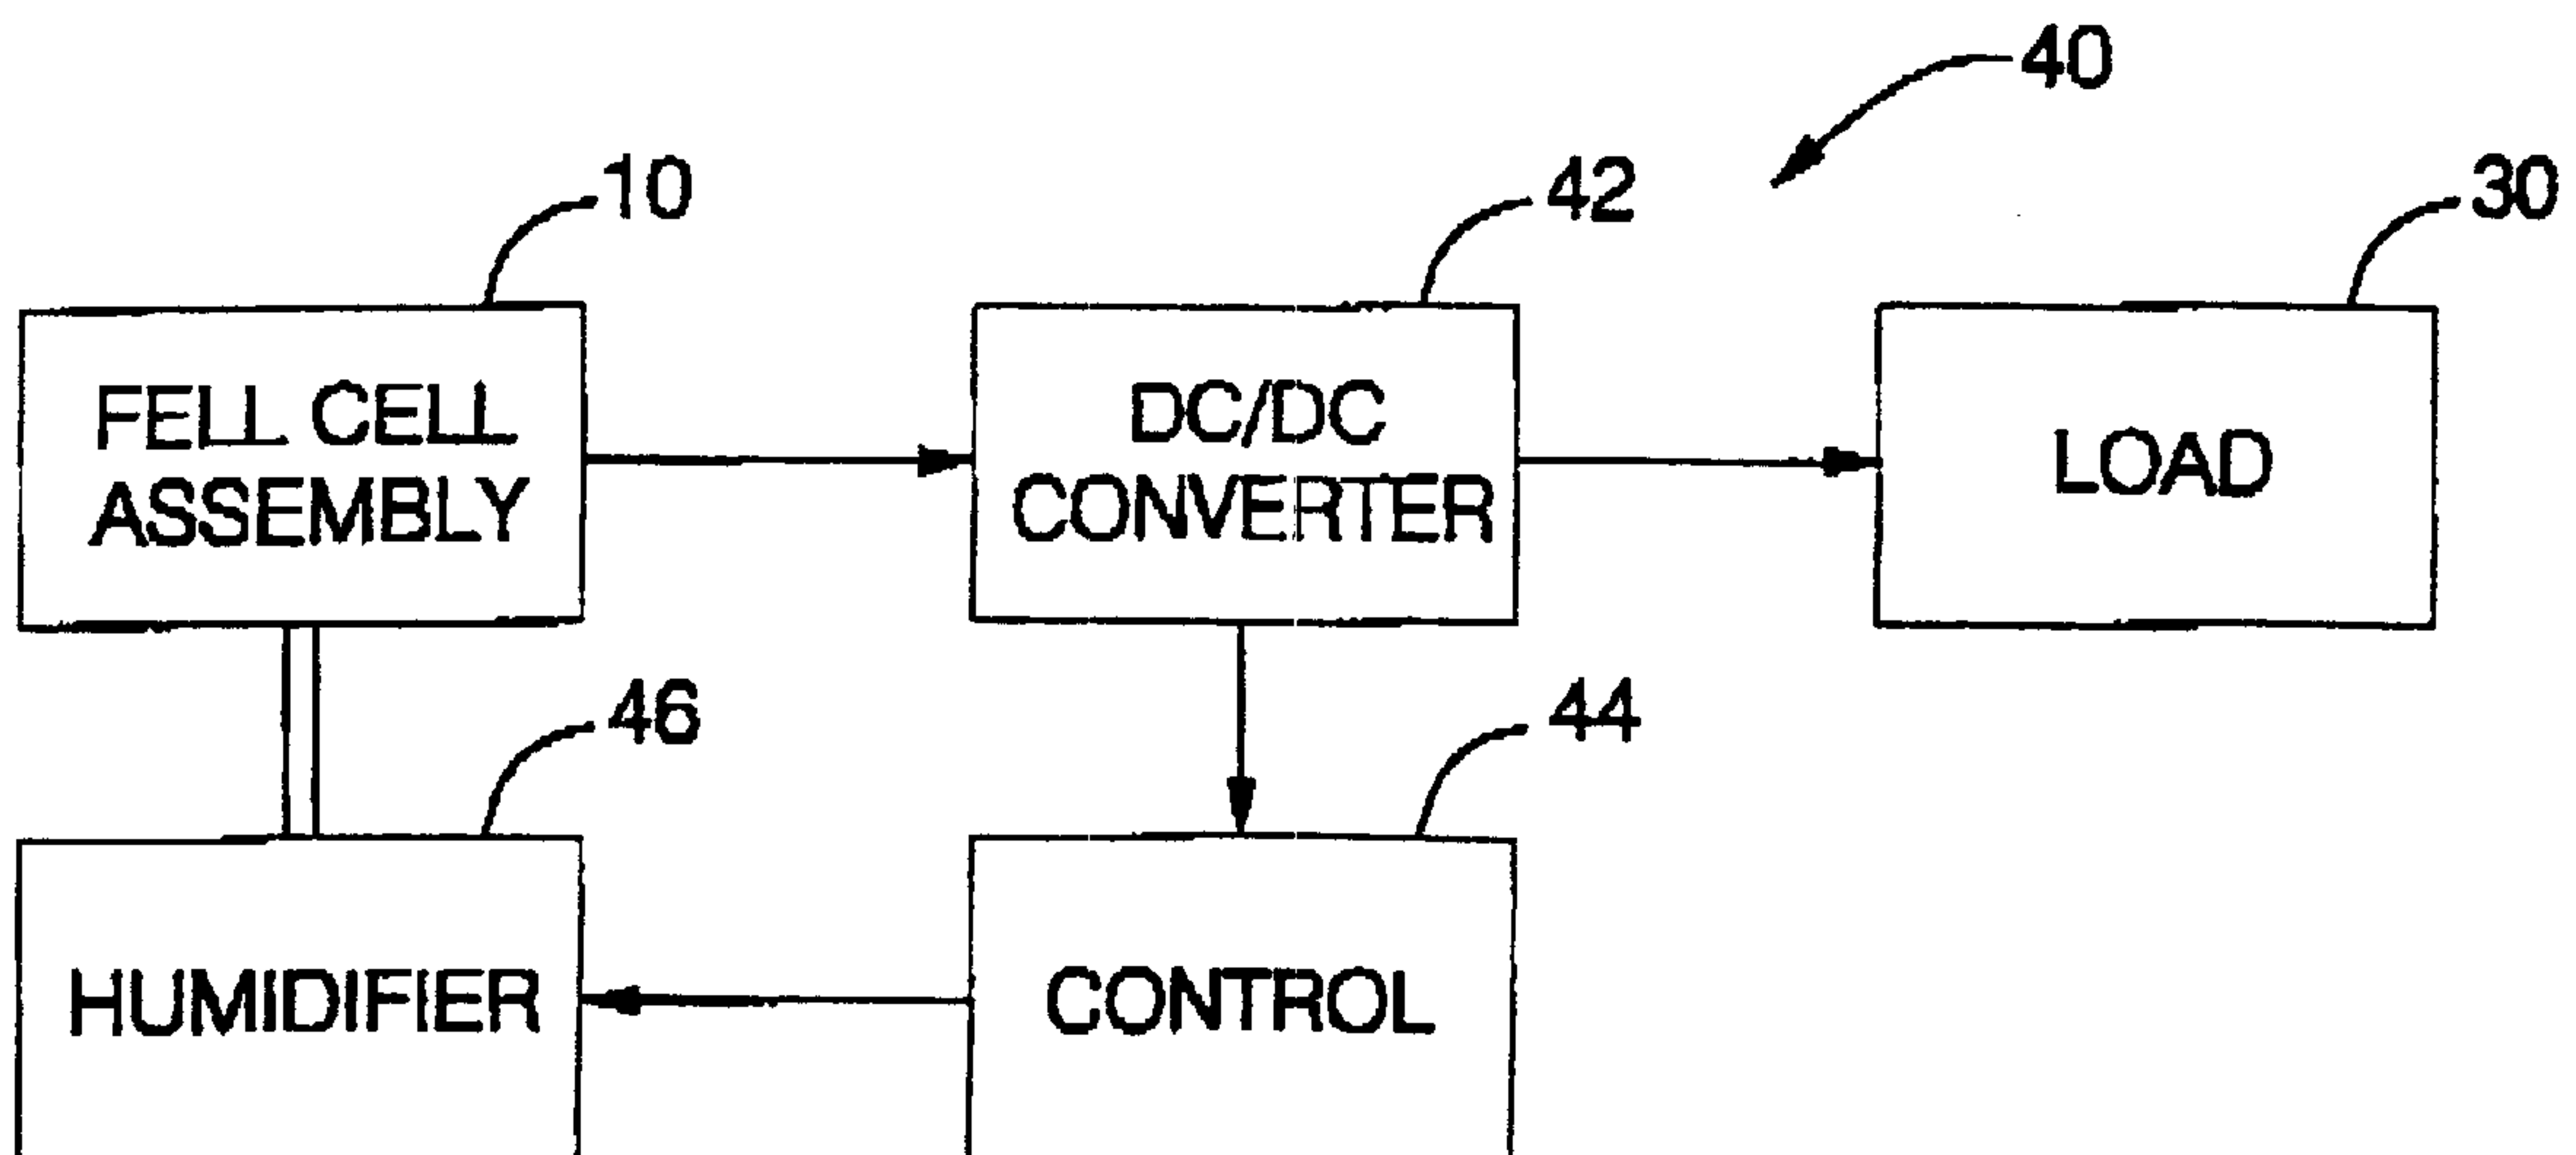 40
10
42
30
FELL CELL
ASSEMBLY
DC/DC
CONVERTER
LOAD
46
44
HUMIDIFIER
CONTROL